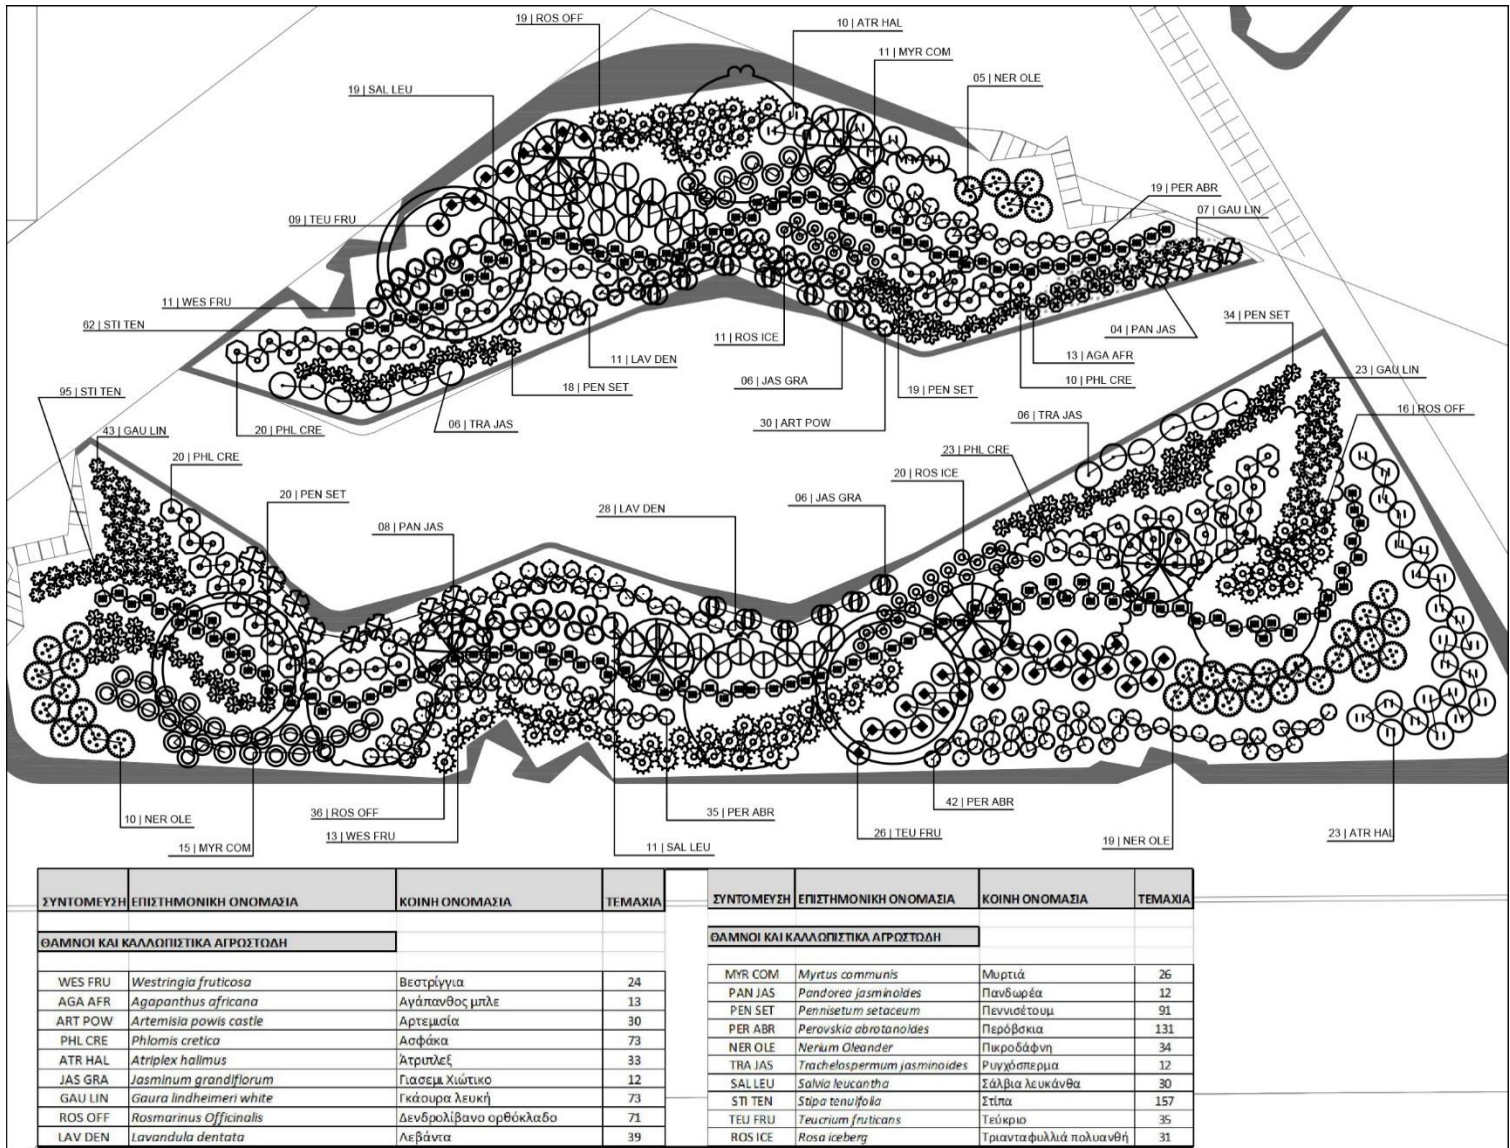 19 | ROS OFF
10 | ATR HAL
11 | MYR COM
05 | NER OLE
19 | SAL LEU
19 | PER ABR
07 | GAU LIN
09 | TEU FRU
11 | WES FRU
62 | STI TEN
34 | PEN SET
04 | PAN JAS
11 | ROS ICE
13 | AGA AFR
11 | LAV DEN
06 | JAS GRA
10 | PHL CRE
18 | PEN SET
19 | PEN SET
23 | GAU LIN
95 | STI TEN
16 | ROS OFF
20 | PHL CRE
06 | TRA JAS
30 | ART POW
06 | TRA JAS
43 | GAU LIN
23 | PHL CRE
20 | PHL CRE
20 | ROS ICE
20 | PEN SET
06 | JAS GRA
28 | LAV DEN
08 | PAN JAS
10 | NER OLE
36 | ROS OFF
35 | PER ABR
42 | PER ABR
13 | WES FRU
26 | TEU FRU
23 | ATR HAL
15 | MYR COM
11 | SAL LEU
19 | NER OLE
ΣΥΝΤΟΜΕΥΣΗ ΕΠΙΣΤΗΜΟΝΙΚΗ ΟΝΟΜΑΣΙΑ ΚΟΙΝΗ ΟΝΟΜΑΣΙΑ ΤΕΜΑΧΙΑ
ΘΑΜΝΟΙ ΚΑΙ ΚΑΛΛΩΠΙΣΤΙΚΑ ΑΓΡΩΣΤΩΔΗ
WES FRU Westringia fruticosa Βεστρίγγια 24
AGA AFR Agapanthus africana Αγάπανθος μπλε 13
ART POW Artemisia powis castle Αρτεμισία 30
PHL CRE Phlomis cretica Ασφάκα 73
ATR HAL Atriplex halimus Άτριπλεξ 33
JAS GRA Jasminum grandiflorum Γιασεμι Χιώτικο 12
GAU LIN Gaura lindheimeri white Γκάουρα λευκή 73
ROS OFF Rosmarinus Officinalis Δενδρολίβανο ορθόκλαδο 71
LAV DEN Lavandula dentata Λεβάντα 39
ΣΥΝΤΟΜΕΥΣΗ ΕΠΙΣΤΗΜΟΝΙΚΗ ΟΝΟΜΑΣΙΑ ΚΟΙΝΗ ΟΝΟΜΑΣΙΑ ΤΕΜΑΧΙΑ
ΘΑΜΝΟΙ ΚΑΙ ΚΑΛΛΩΠΙΣΤΙΚΑ ΑΓΡΩΣΤΩΔΗ
MYR COM Myrtus communis Μυρτιά 26
PAN JAS Pandorea jasminoides Πανδωρέα 12
PEN SET Pennisetum setaceum Πεννισέτουμ 91
PER ABR Perovskia abrotanoides Περόβσκια 131
NER OLE Nerium Oleander Πικροδάφνη 34
TRA JAS Trachelospermum jasminoides Ρυγχόσπερμα 12
SAL LEU Salvia leucantha Σάλβια λευκάνθα 30
STI TEN Stipa tenuifolia Στίπα 157
TEU FRU Teucrium fruticans Τεύκριο 35
ROS ICE Rosa iceberg Τριανταφυλλιά πολυανθή 31